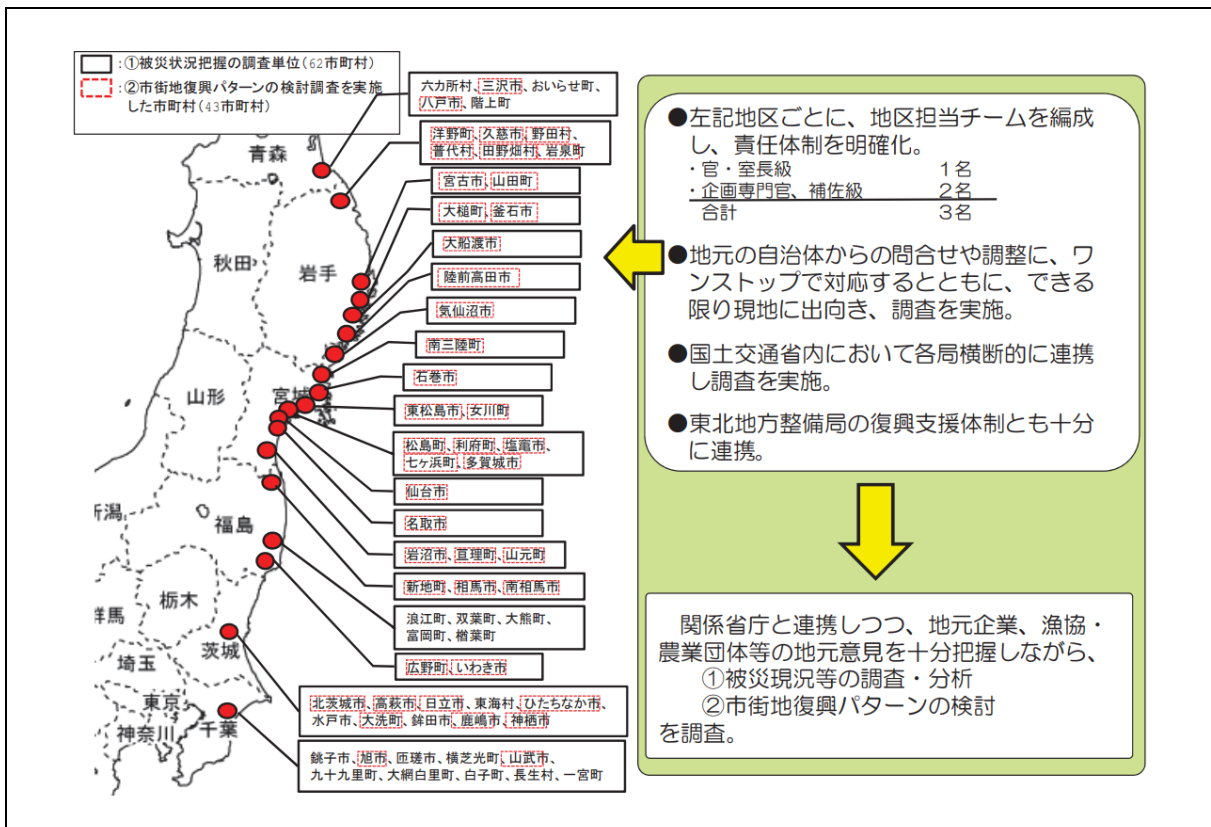 :①被災状況把握の調査単位(62市町村)
:②市街地復興パターンの検討調査を実施
した市町村(43市町村)
六カ所村、三沢市、おいらせ町、
八戸市、階上町
洋野町、久慈市、野田村、
普代村、田野畑村、岩泉町
宮古市、山田町
大槌町、釜石市
大船渡市
陸前高田市
気仙沼市
南三陸町
石巻市
東松島市、女川町
松島町、利府町、塩竈市、
七ヶ浜町、多賀城市
仙台市
名取市
岩沼市、亘理町、山元町
新地町、相馬市、南相馬市
浪江町、双葉町、大熊町、
富岡町、楢葉町
広野町、いわき市
北茨城市、高萩市、日立市、東海村、ひたちなか市、
水戸市、大洗町、鉾田市、鹿嶋市、神栖市
銚子市、旭市、匝瑳市、横芝光町、山武市、
九十九里町、大網白里町、白子町、長生村、一宮町
青森
秋田
岩手
山形
宮城
新潟
福島
栃木
群馬
茨城
埼玉
東京
千葉
神奈川
●左記地区ごとに、地区担当チームを編成
し、責任体制を明確化。
・官・室長級 1名
・企画専門官、補佐級 2名
合計 3名
●地元の自治体からの問合せや調整に、ワ
ンストップで対応するとともに、できる
限り現地に出向き、調査を実施。
●国土交通省内において各局横断的に連携
し調査を実施。
●東北地方整備局の復興支援体制とも十分
に連携。
関係省庁と連携しつつ、地元企業、漁協・
農業団体等の地元意見を十分把握しながら、
①被災現況等の調査・分析
②市街地復興パターンの検討
を調査。